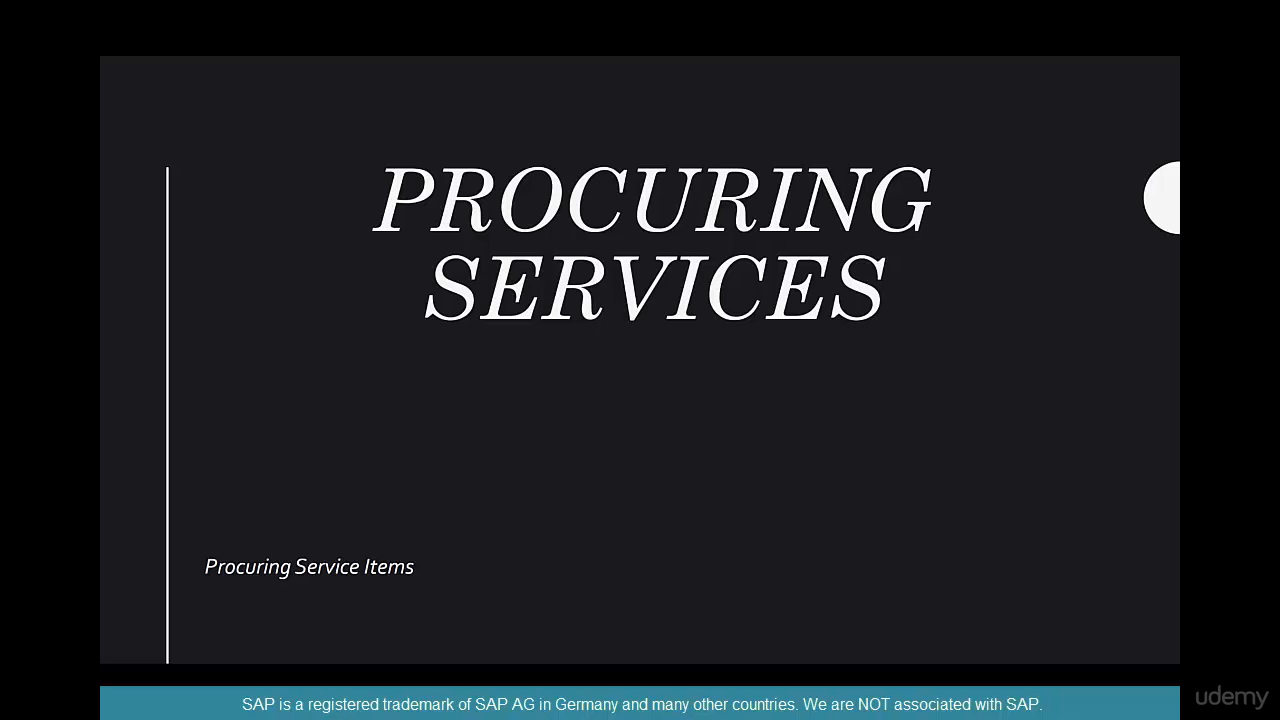 PROCURING
SERVICES
Procuring Service Items
SAP is a registered trademark of SAP AG in Germany and many other countries. We are NOT associated with SAP.
udemy